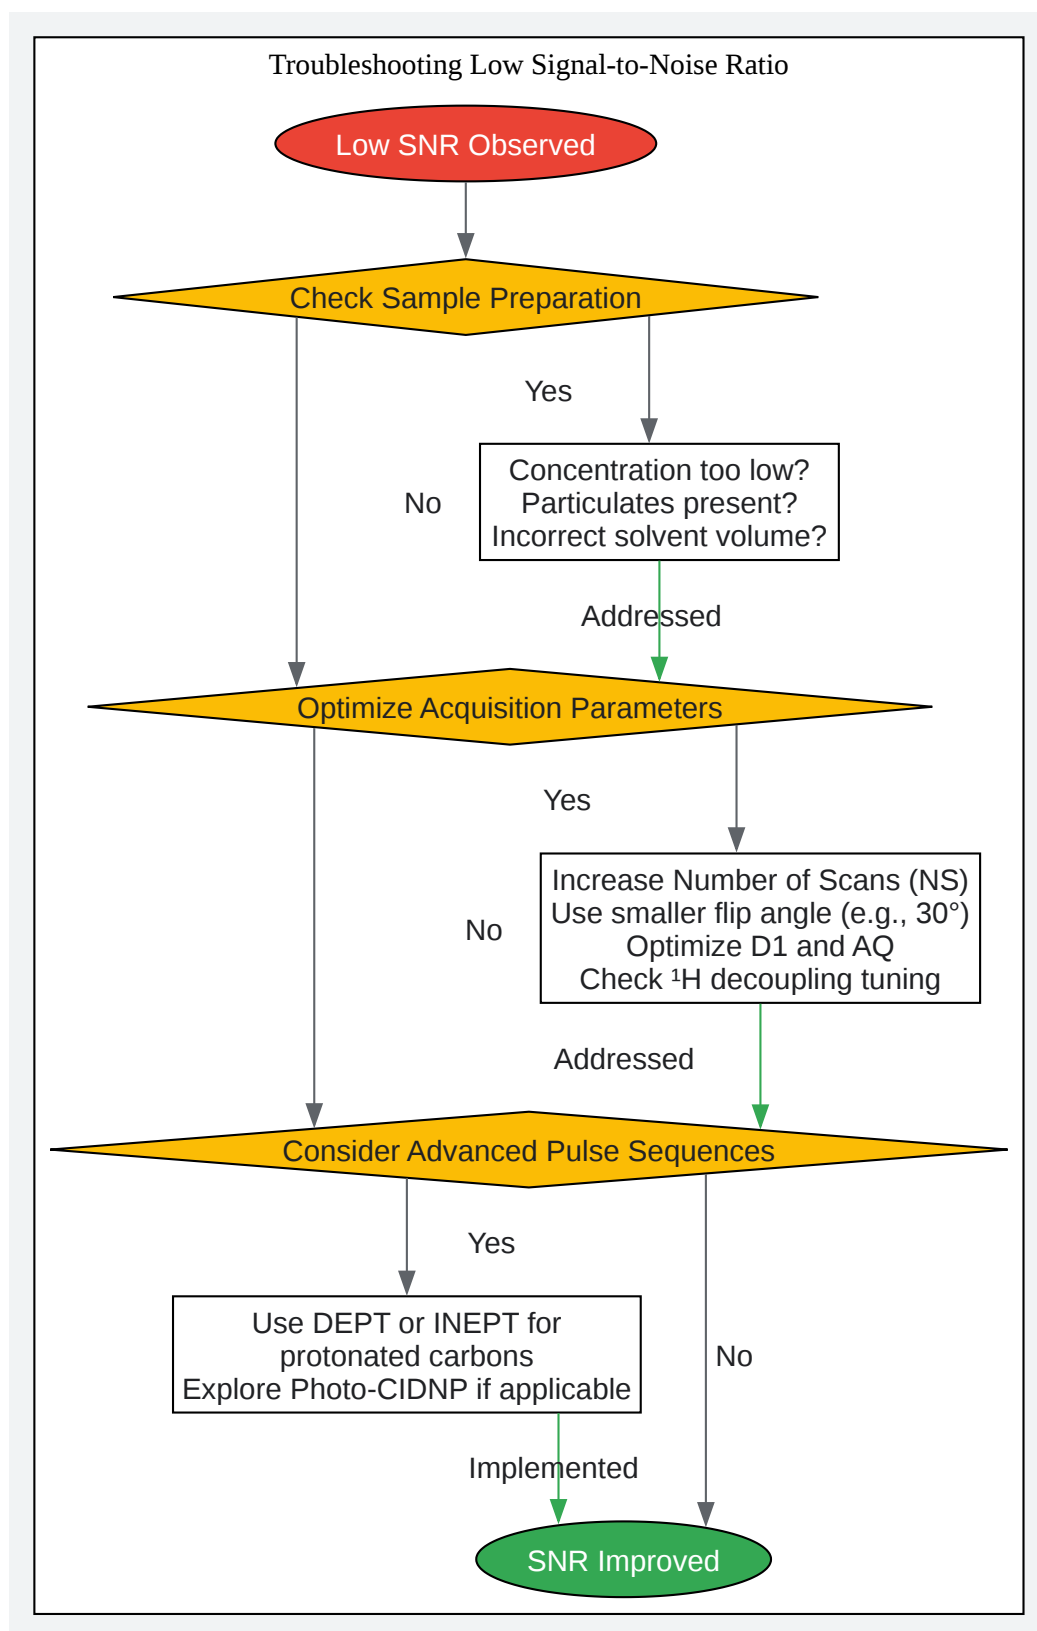 Troubleshooting Low Signal-to-Noise Ratio
Low SNR Observed
Check Sample Preparation
Yes
No
Concentration too low?
Particulates present?
Incorrect solvent volume?
Addressed
Optimize Acquisition Parameters
Yes
No
Increase Number of Scans (NS)
Use smaller flip angle (e.g., 30°)
Optimize D1 and AQ
Check ¹H decoupling tuning
Addressed
Consider Advanced Pulse Sequences
Yes
Use DEPT or INEPT for
protonated carbons
Explore Photo-CIDNP if applicable
No
Implemented
SNR Improved